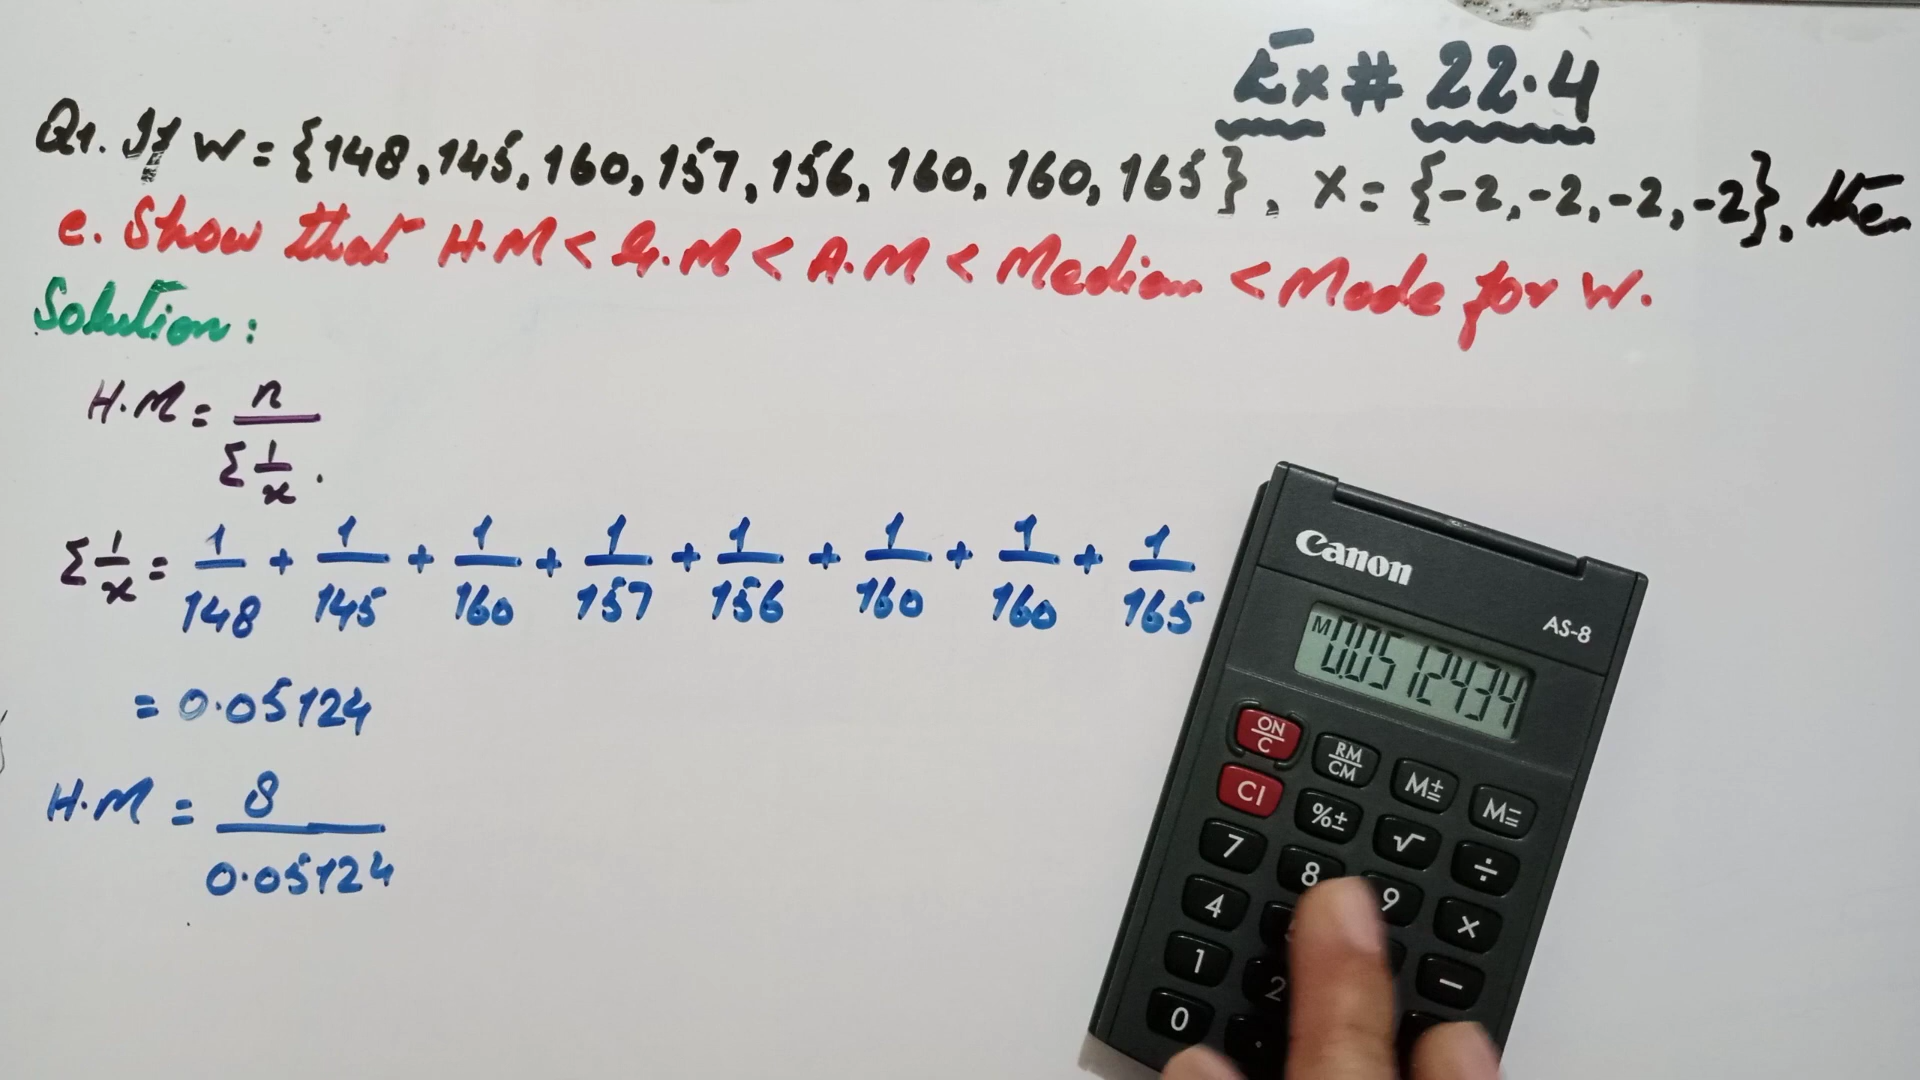 Ex # 22.4
Q1. If W = {148, 145, 160, 157, 156, 160, 160, 165}, X = {-2, -2, -2, -2}, then
e. Show that H.M < G.M < A.M < Median < Mode for W.
Solution:
H.M = n / Σ 1/x .
Σ 1/x = 1/148 + 1/145 + 1/160 + 1/157 + 1/156 + 1/160 + 1/160 + 1/165
= 0.05124
H.M = 8 / 0.05124
Canon
AS-8
M 0.0512434
ON/C RM/CM M± M=
CI %± √ ÷
7 8 9 ×
4
1 2 −
0 .